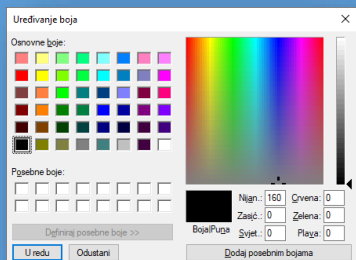 Uređivanje boja
Osnovne boje:
Posebne boje:
Definiraj posebne boje >>
U redu Odustani
Boja|Puna
Nijan.: 160 Crvena: 0
Zasić.: 0 Zelena: 0
Svjet.: 0 Plava: 0
Dodaj posebnim bojama